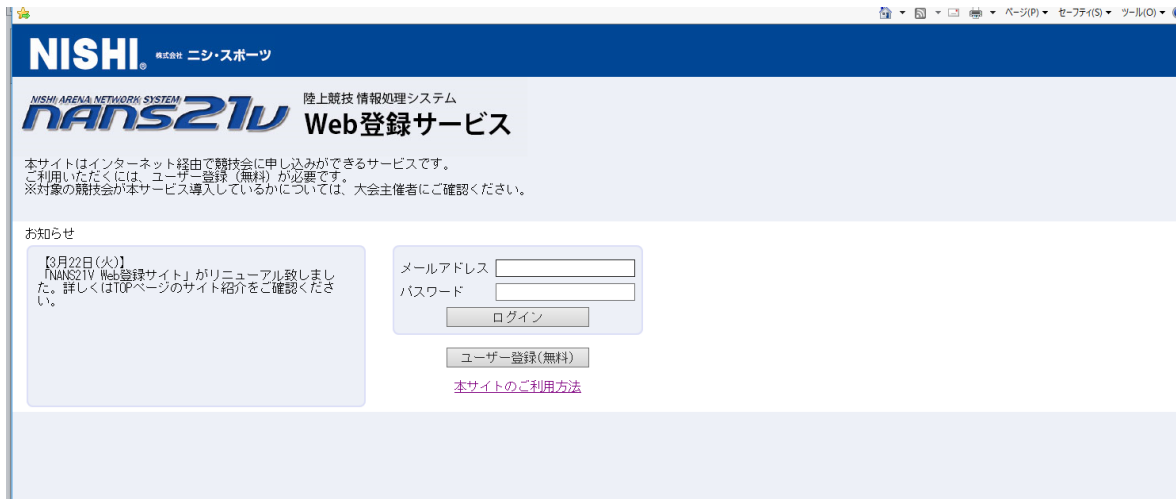 ページ(P)▼ セーフティ(S)▼ ツール(O)▼
NISHI® 株式会社 ニシ・スポーツ
NISHI ARENA NETWORK SYSTEM
nans21v
陸上競技 情報処理システム
Web登録サービス
本サイトはインターネット経由で競技会に申し込みができるサービスです。
ご利用いただくには、ユーザー登録（無料）が必要です。
※対象の競技会が本サービス導入しているかについては、大会主催者にご確認ください。
お知らせ
【3月22日(火)】
「NANS21V Web登録サイト」がリニューアル致しまし
た。詳しくはTOPページのサイト紹介をご確認くださ
い。
メールアドレス
パスワード
ログイン
ユーザー登録(無料)
本サイトのご利用方法